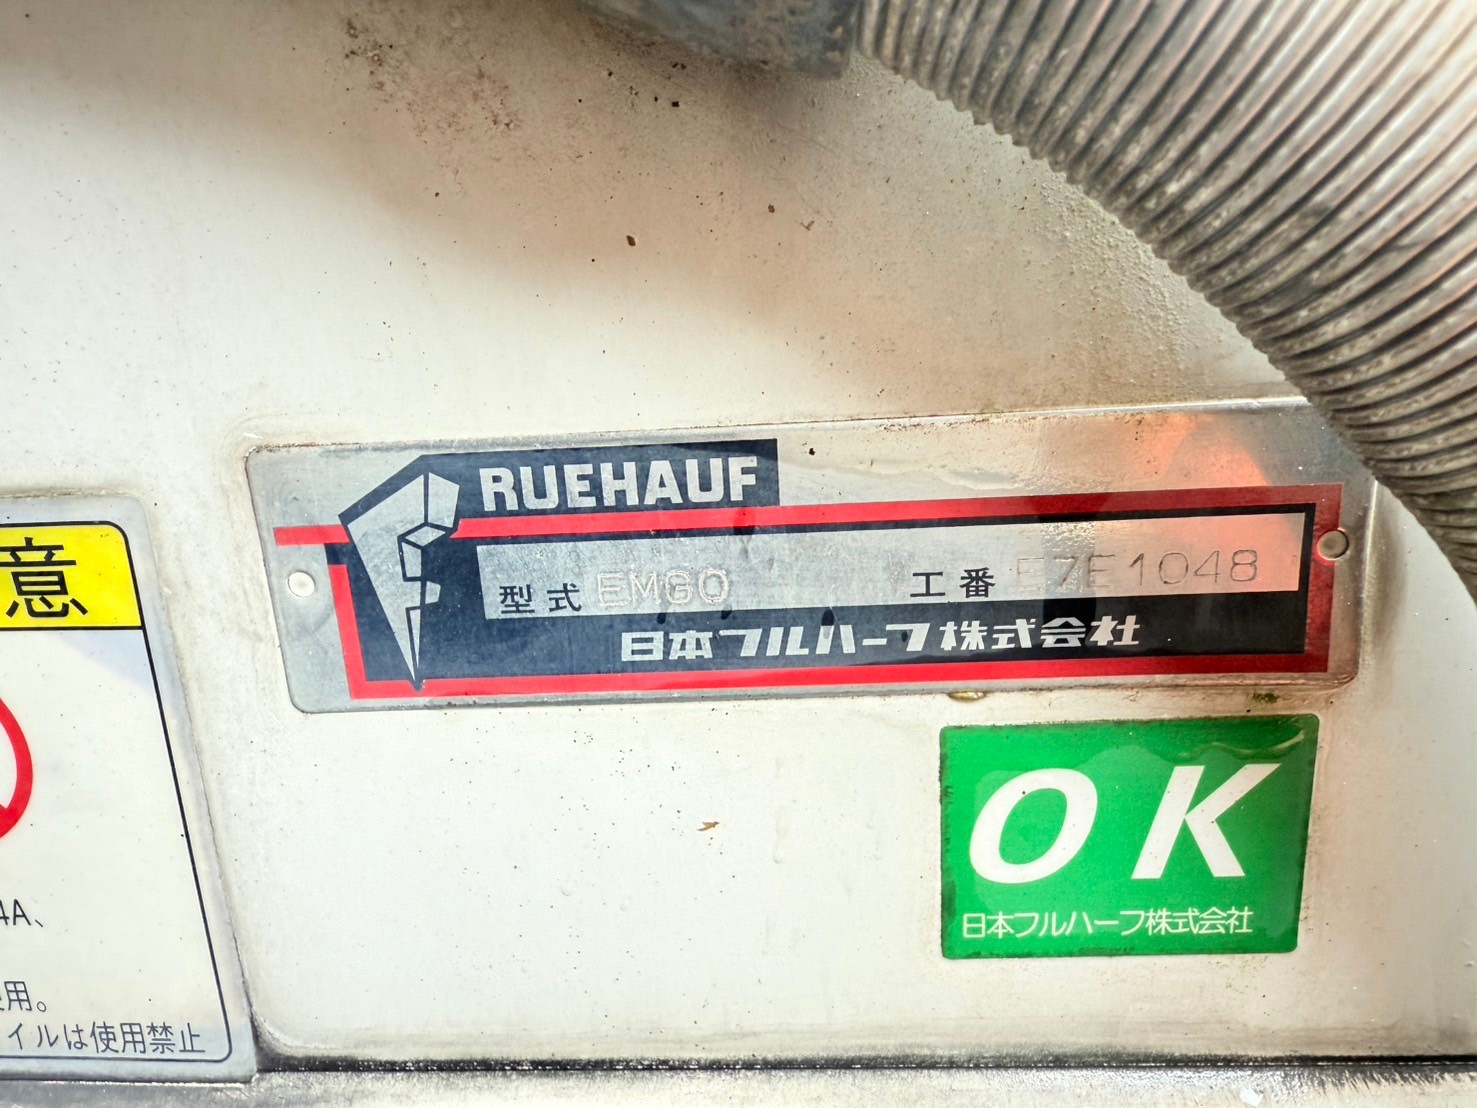 RUEHAUF
型式 EMGO 工番 E7E1048
日本フルハーフ株式会社
OK
日本フルハーフ株式会社
意
4A、
使用。
イルは使用禁止